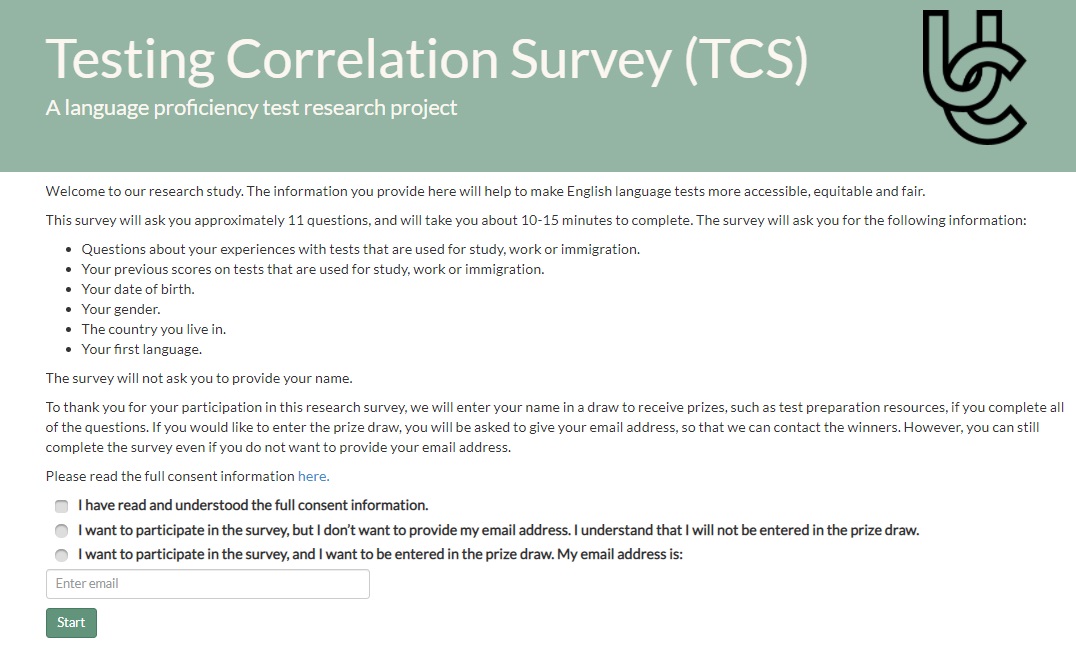 Testing Correlation Survey (TCS)
A language proficiency test research project
UC
Welcome to our research study. The information you provide here will help to make English language tests more accessible, equitable and fair.
This survey will ask you approximately 11 questions, and will take you about 10-15 minutes to complete. The survey will ask you for the following information:
• Questions about your experiences with tests that are used for study, work or immigration.
• Your previous scores on tests that are used for study, work or immigration.
• Your date of birth.
• Your gender.
• The country you live in.
• Your first language.
The survey will not ask you to provide your name.
To thank you for your participation in this research survey, we will enter your name in a draw to receive prizes, such as test preparation resources, if you complete all
of the questions. If you would like to enter the prize draw, you will be asked to give your email address, so that we can contact the winners. However, you can still
complete the survey even if you do not want to provide your email address.
Please read the full consent information here.
I have read and understood the full consent information.
I want to participate in the survey, but I don't want to provide my email address. I understand that I will not be entered in the prize draw.
I want to participate in the survey, and I want to be entered in the prize draw. My email address is:
Enter email
Start